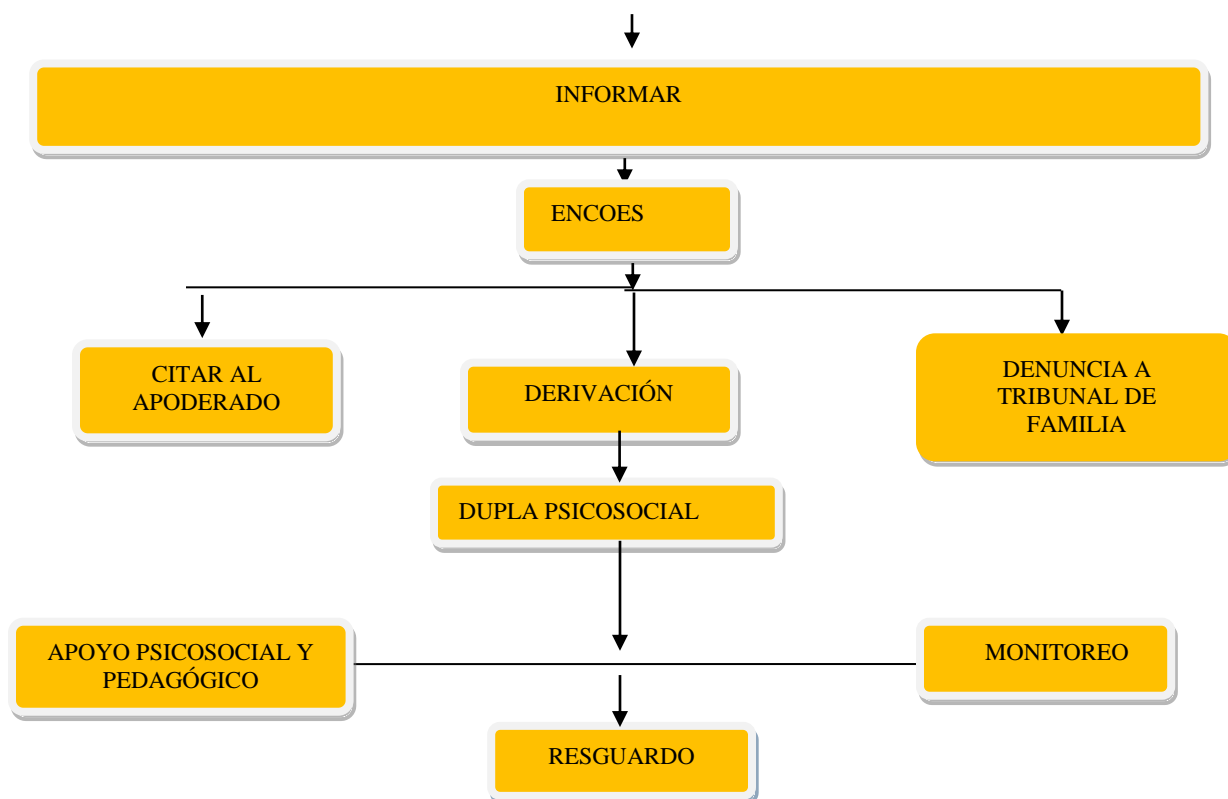 INFORMAR
ENCOES
CITAR AL
APODERADO
DERIVACIÓN
DENUNCIA A
TRIBUNAL DE
FAMILIA
DUPLA PSICOSOCIAL
APOYO PSICOSOCIAL Y
PEDAGÓGICO
MONITOREO
RESGUARDO